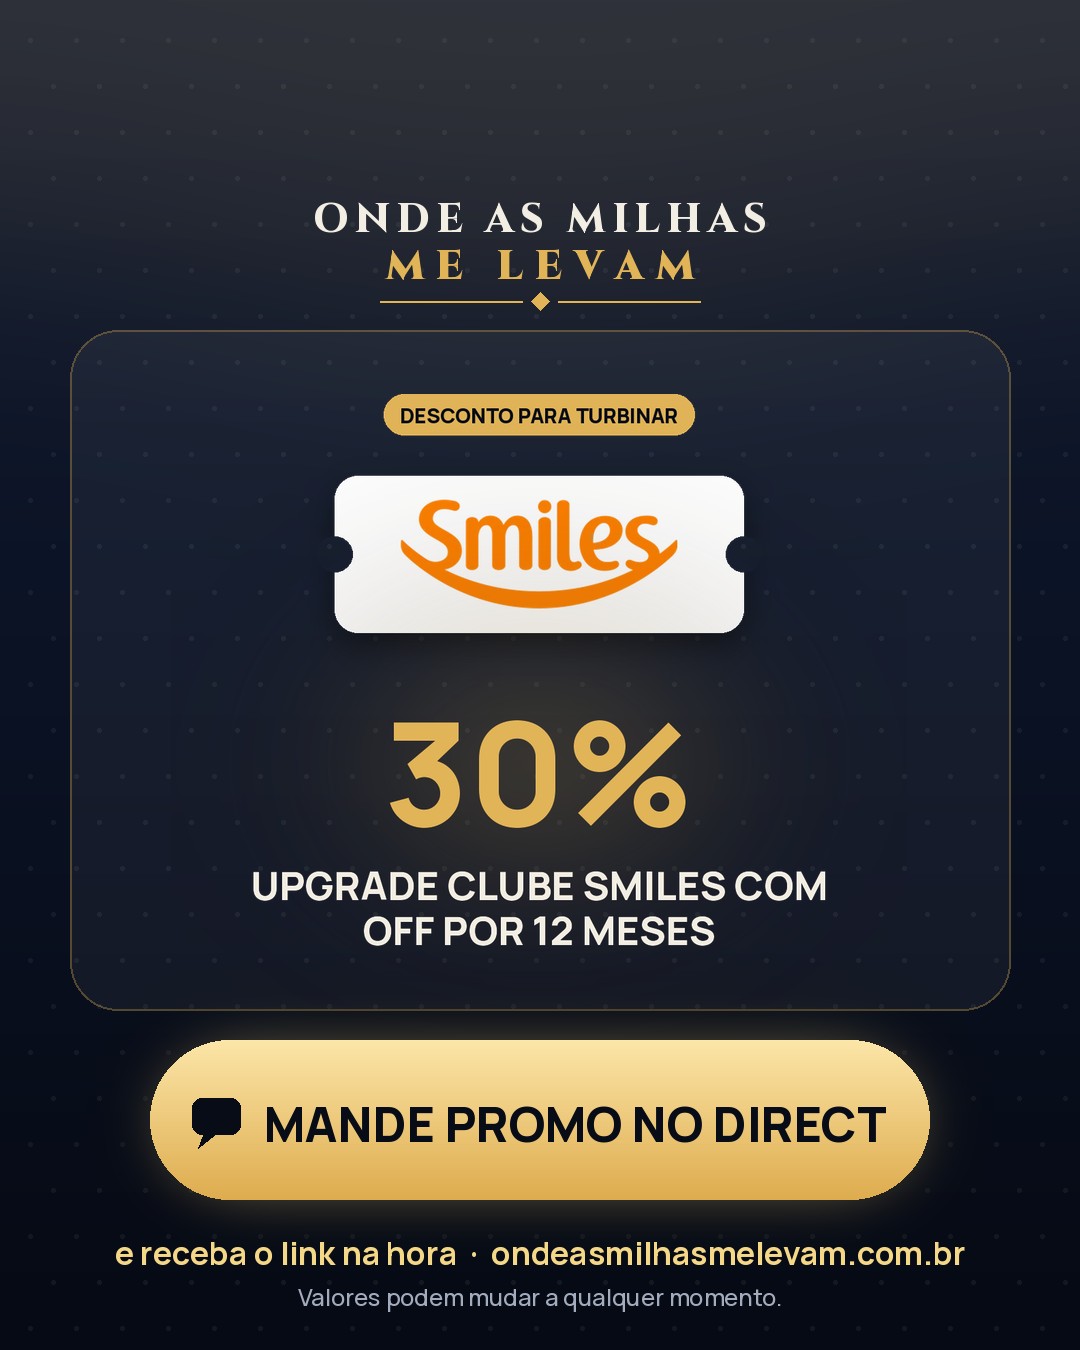 ONDE AS MILHAS
ME LEVAM
DESCONTO PARA TURBINAR
Smiles
30%
UPGRADE CLUBE SMILES COM
OFF POR 12 MESES
MANDE PROMO NO DIRECT
e receba o link na hora · ondeasmilhasmelevam.com.br
Valores podem mudar a qualquer momento.